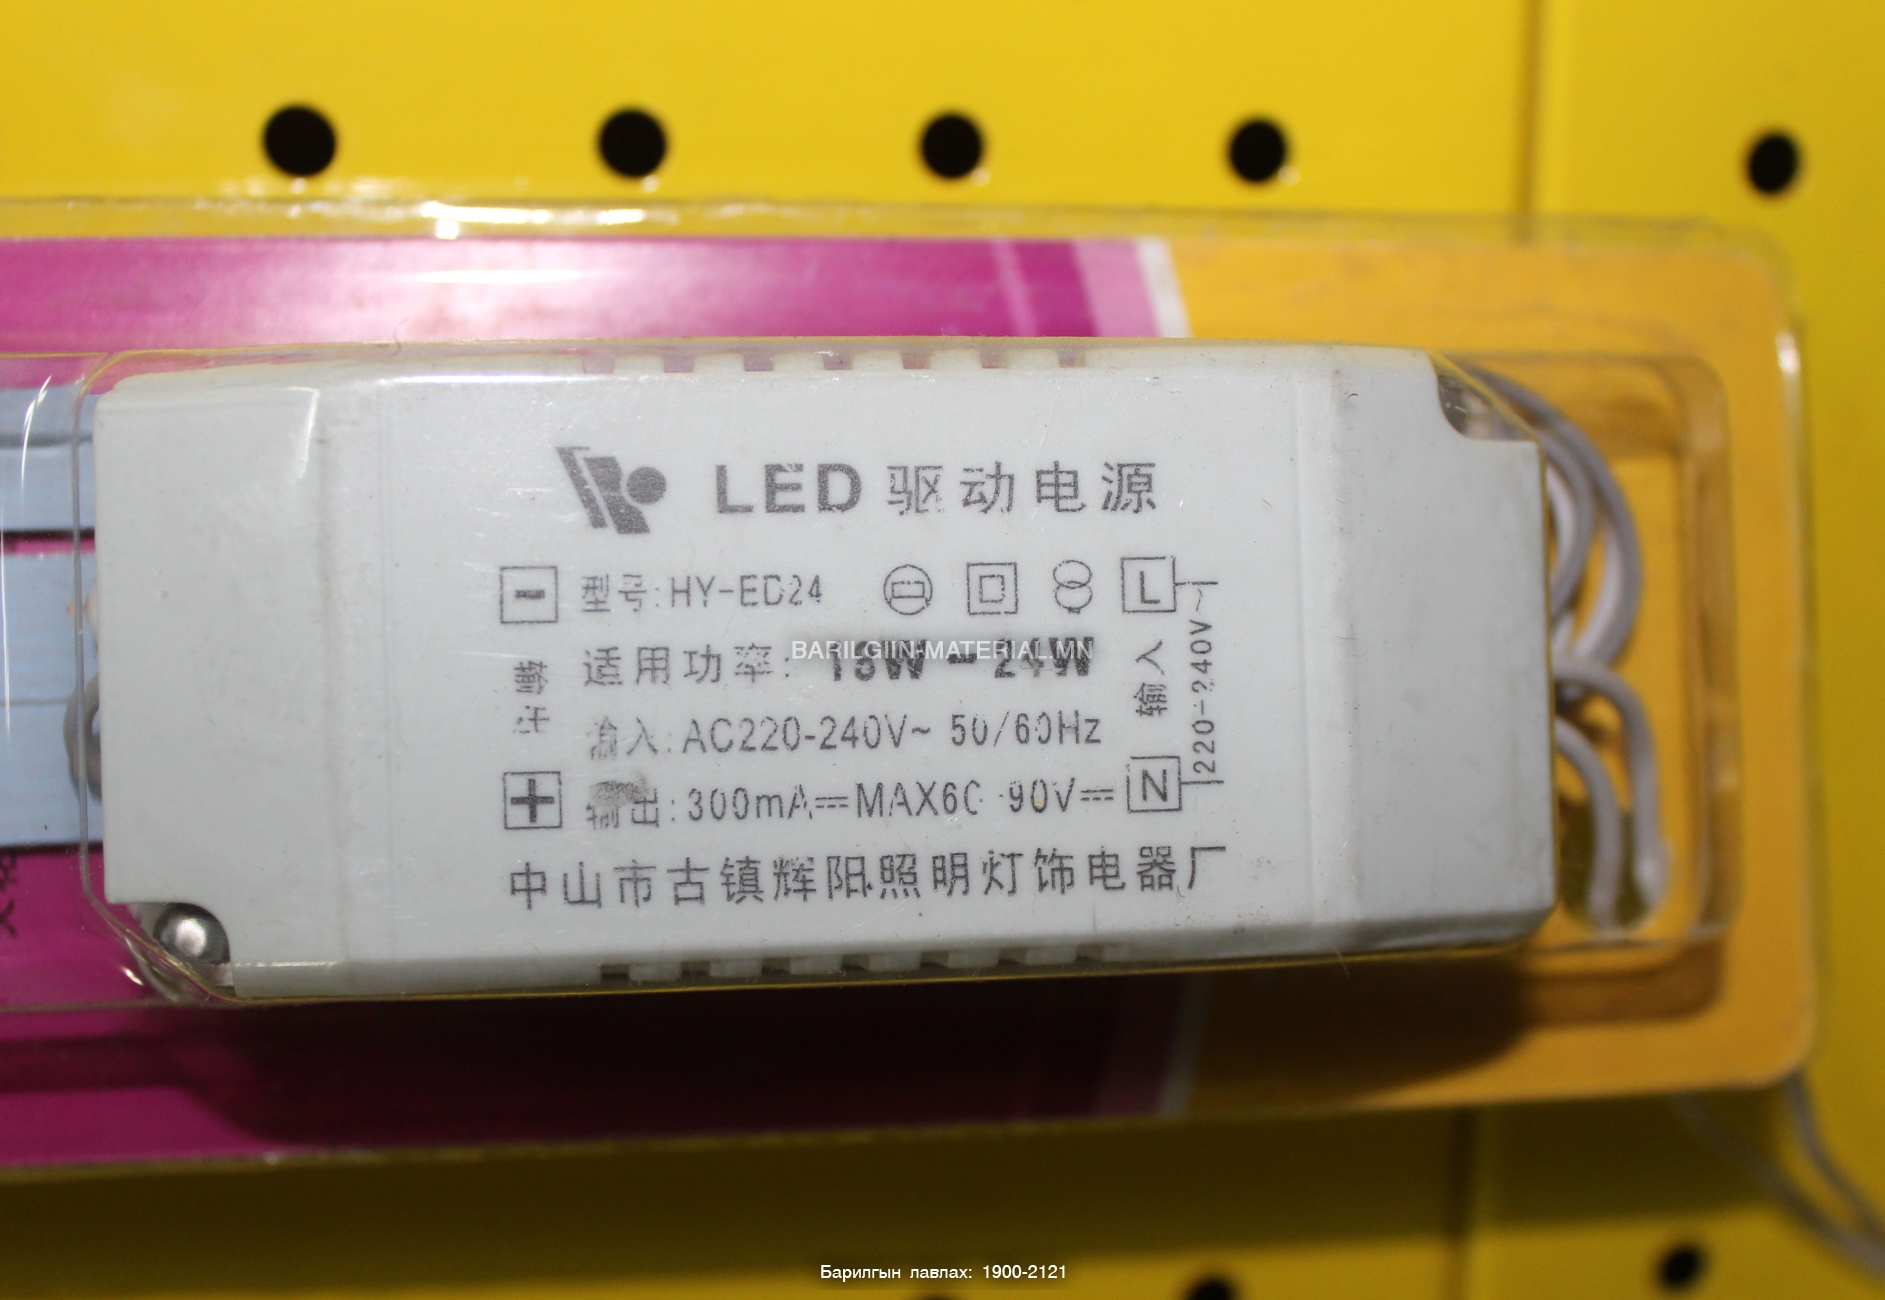 LED 驱动电源
- 型号:HY-ED24 L
适用功率: 18W-24W
BARILGIIN-MATERIAL.MN
输出
输入
220-240V~
输入:AC220-240V~ 50/60Hz
+ 输出:300mA⎓MAX60-90V⎓ N
中山市古镇辉阳照明灯饰电器厂
Барилгын лавлах: 1900-2121